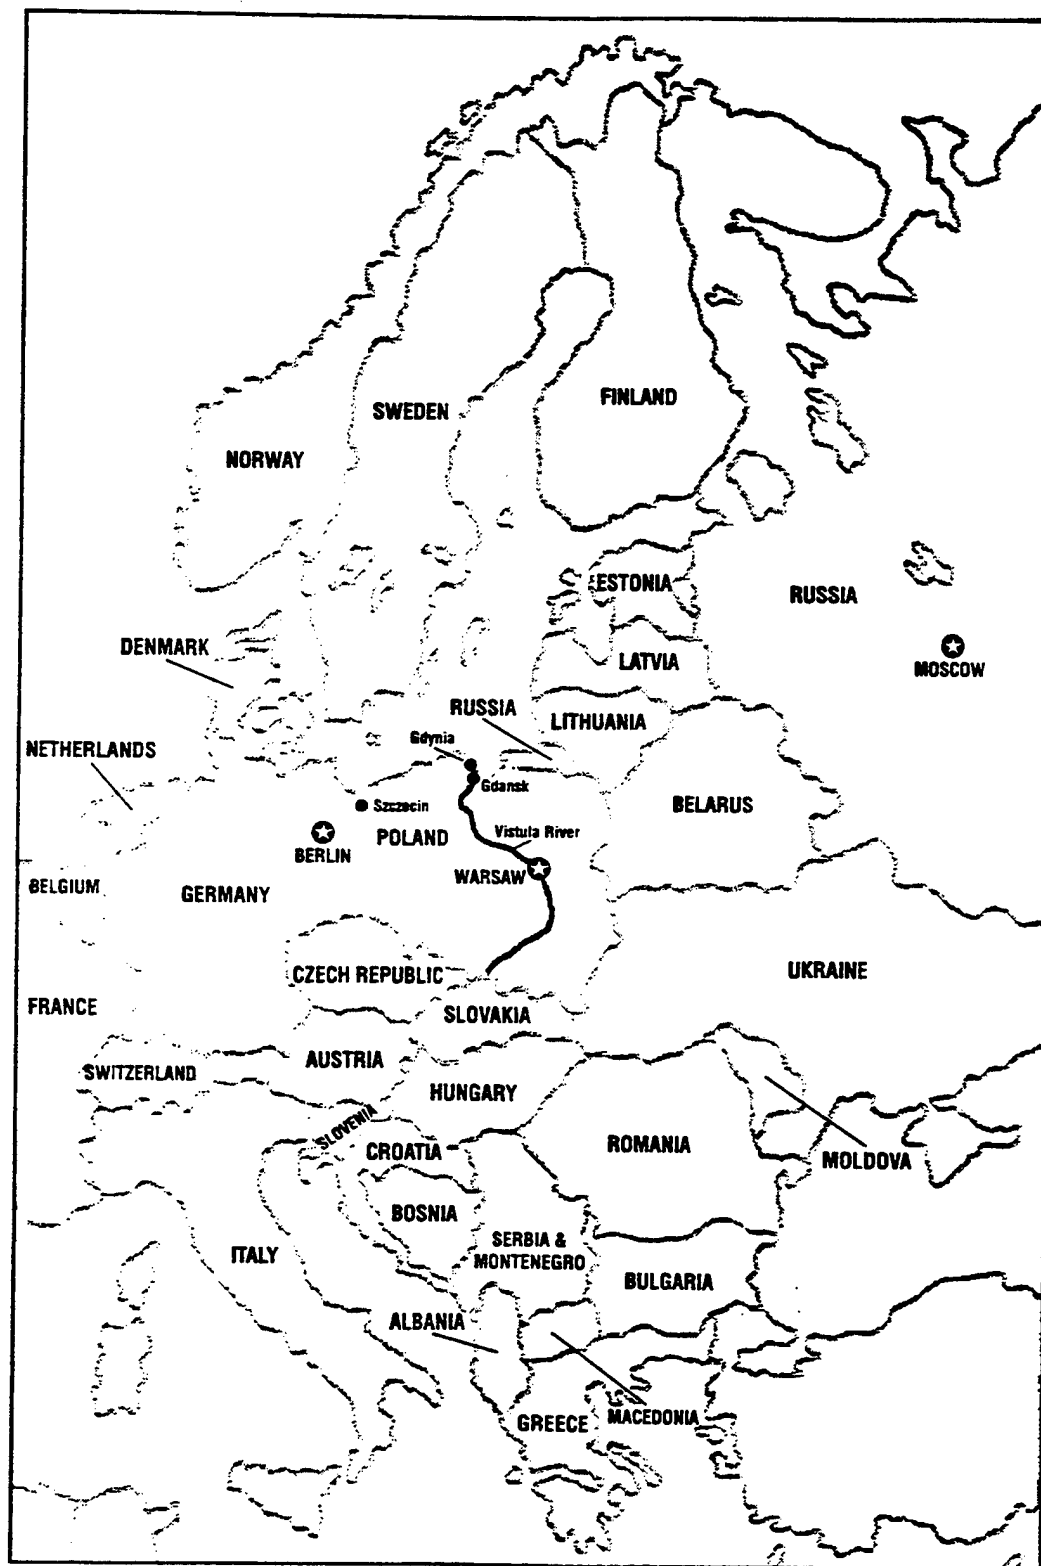 FINLAND
SWEDEN
NORWAY
ESTONIA
RUSSIA
DENMARK
LATVIA
MOSCOW
RUSSIA
LITHUANIA
Gdynia
NETHERLANDS
Gdansk
Szczecin
BELARUS
POLAND
Vistula River
BERLIN
WARSAW
BELGIUM
GERMANY
CZECH REPUBLIC
UKRAINE
FRANCE
SLOVAKIA
AUSTRIA
SWITZERLAND
HUNGARY
SLOVENIA
CROATIA
ROMANIA
MOLDOVA
BOSNIA
SERBIA &
MONTENEGRO
ITALY
BULGARIA
ALBANIA
GREECE
MACEDONIA